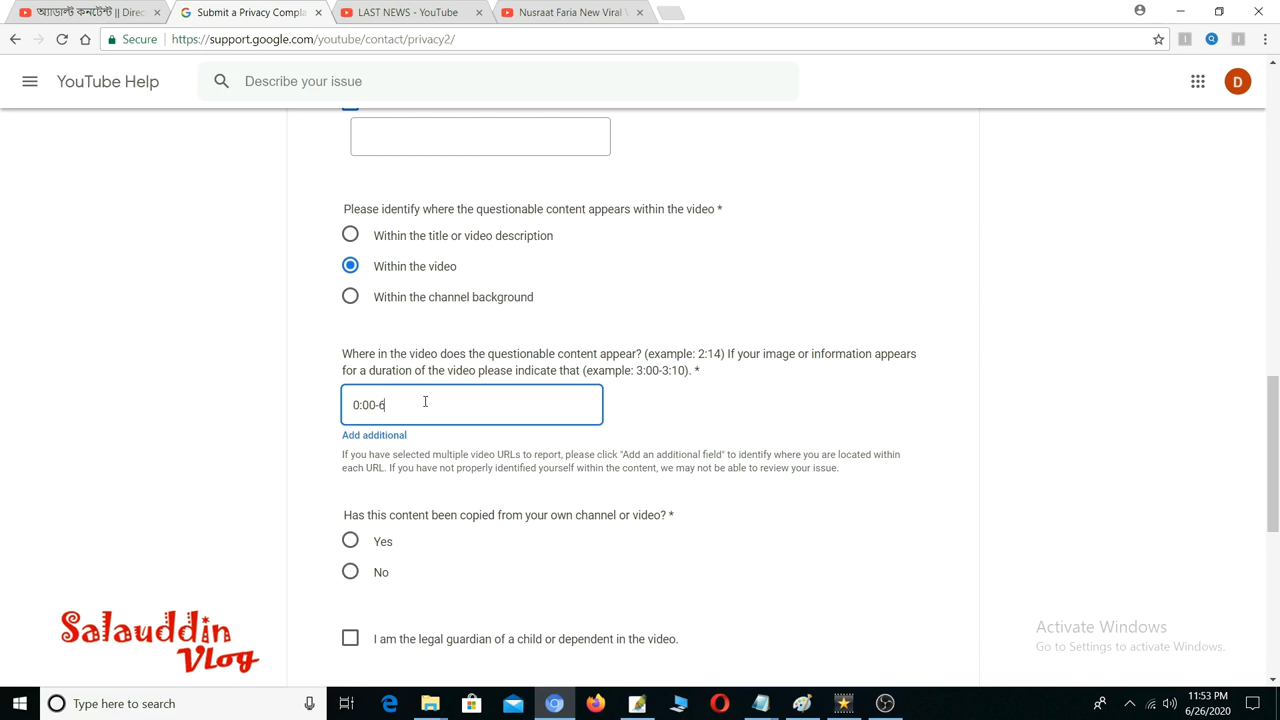 অ্যাডাল্ট কনটেন্ট || Direc
Submit a Privacy Compla
LAST NEWS - YouTube
Nusraat Faria New Viral V
Secure
https://support.google.com/youtube/contact/privacy2/
YouTube Help
Describe your issue
D
Please identify where the questionable content appears within the video *
Within the title or video description
Within the video
Within the channel background
Where in the video does the questionable content appear? (example: 2:14) If your image or information appears
for a duration of the video please indicate that (example: 3:00-3:10). *
0:00-6
Add additional
If you have selected multiple video URLs to report, please click "Add an additional field" to identify where you are located within
each URL. If you have not properly identified yourself within the content, we may not be able to review your issue.
Has this content been copied from your own channel or video? *
Yes
No
I am the legal guardian of a child or dependent in the video.
Salauddin
Vlog
Activate Windows
Go to Settings to activate Windows.
Type here to search
11:53 PM
6/26/2020